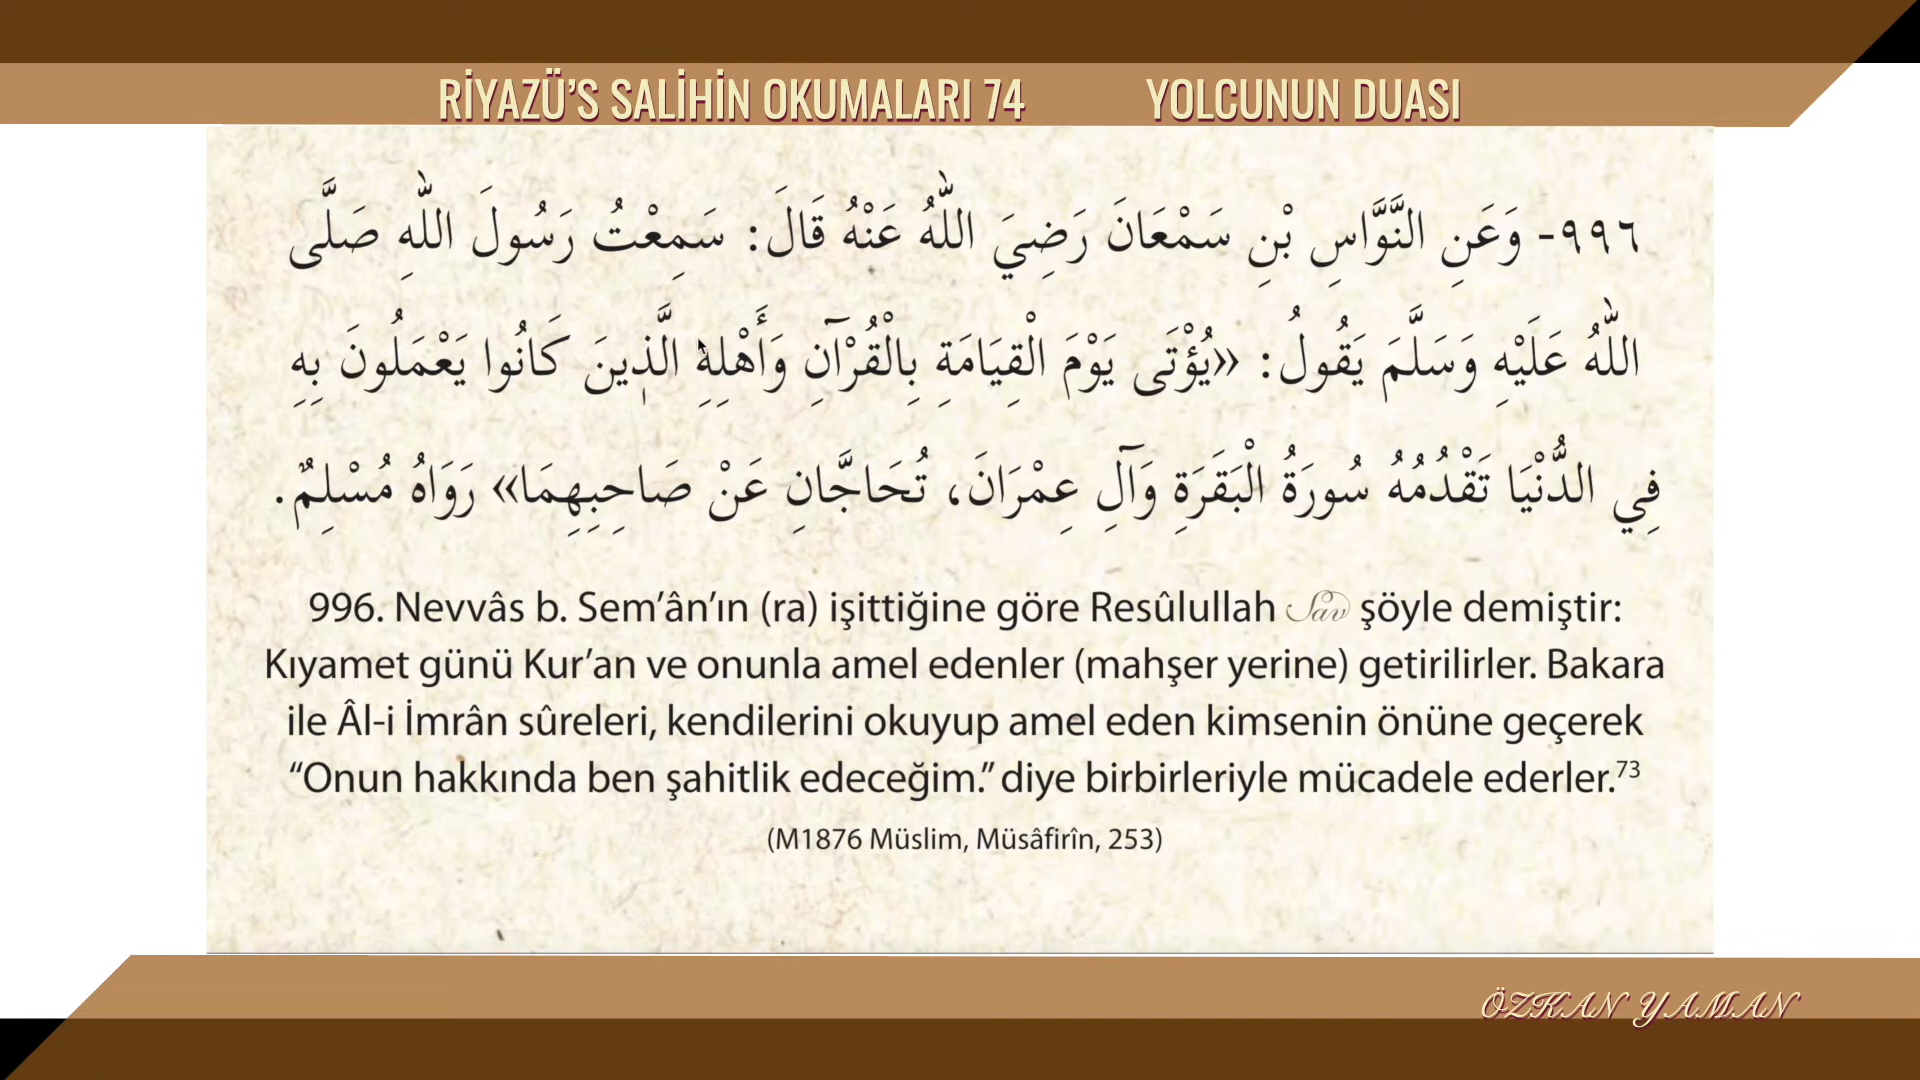 RİYAZÜ’S SALİHİN OKUMALARI 74 YOLCUNUN DUASI
٩٩٦- وَعَنِ النَّوَّاسِ بْنِ سَمْعَانَ رَضِيَ اللّٰهُ عَنْهُ قَالَ: سَمِعْتُ رَسُولَ اللّٰهِ صَلَّى
اللّٰهُ عَلَيْهِ وَسَلَّمَ يَقُولُ: «يُؤْتَى يَوْمَ الْقِيَامَةِ بِالْقُرْآنِ وَأَهْلِهِ الَّذِينَ كَانُوا يَعْمَلُونَ بِهِ
فِي الدُّنْيَا تَقْدُمُهُ سُورَةُ الْبَقَرَةِ وَآلِ عِمْرَانَ، تُحَاجَّانِ عَنْ صَاحِبِهِمَا» رَوَاهُ مُسْلِمٌ.
996. Nevvâs b. Sem’ân’ın (ra) işittiğine göre Resûlullah Sav şöyle demiştir:
Kıyamet günü Kur’an ve onunla amel edenler (mahşer yerine) getirilirler. Bakara
ile Âl-i İmrân sûreleri, kendilerini okuyup amel eden kimsenin önüne geçerek
“Onun hakkında ben şahitlik edeceğim.” diye birbirleriyle mücadele ederler.73
(M1876 Müslim, Müsâfirîn, 253)
ÖZKAN YAMAN